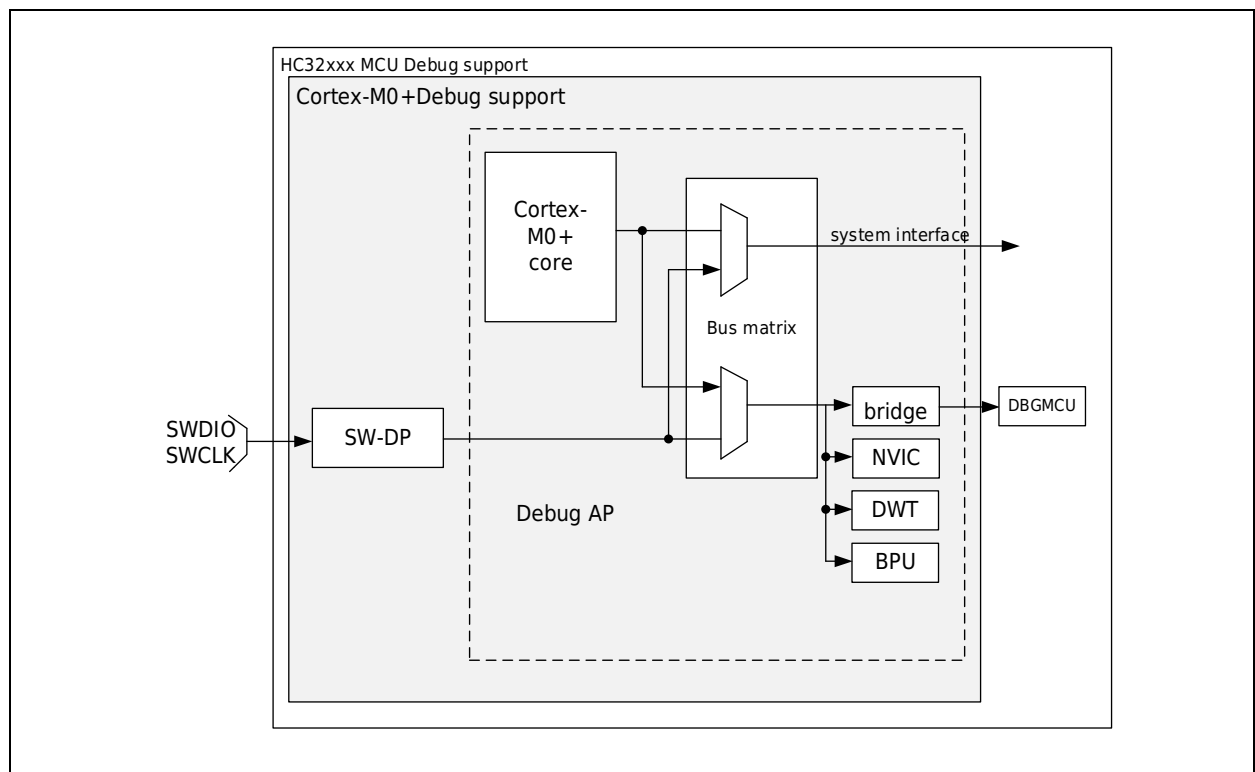 HC32xxx MCU Debug support
Cortex-M0+Debug support
Cortex-
M0+
core
system interface
Bus matrix
bridge
DBGMCU
SWDIO
SWCLK
SW-DP
NVIC
DWT
Debug AP
BPU